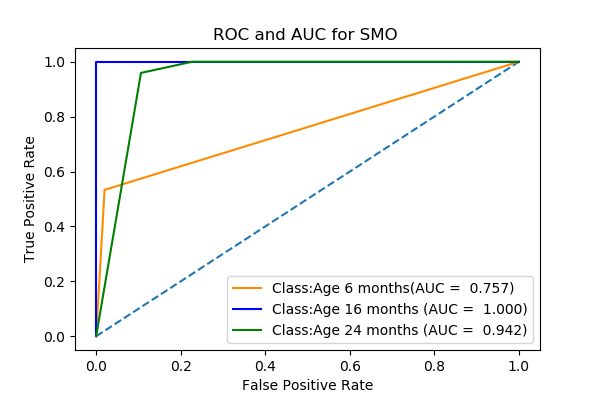 ROC and AUC for SMO
True Positive Rate
1.0
0.8
0.6
0.4
0.2
0.0
Class:Age 6 months(AUC =  0.757)
Class:Age 16 months (AUC =  1.000)
Class:Age 24 months (AUC =  0.942)
0.0 0.2 0.4 0.6 0.8 1.0
False Positive Rate